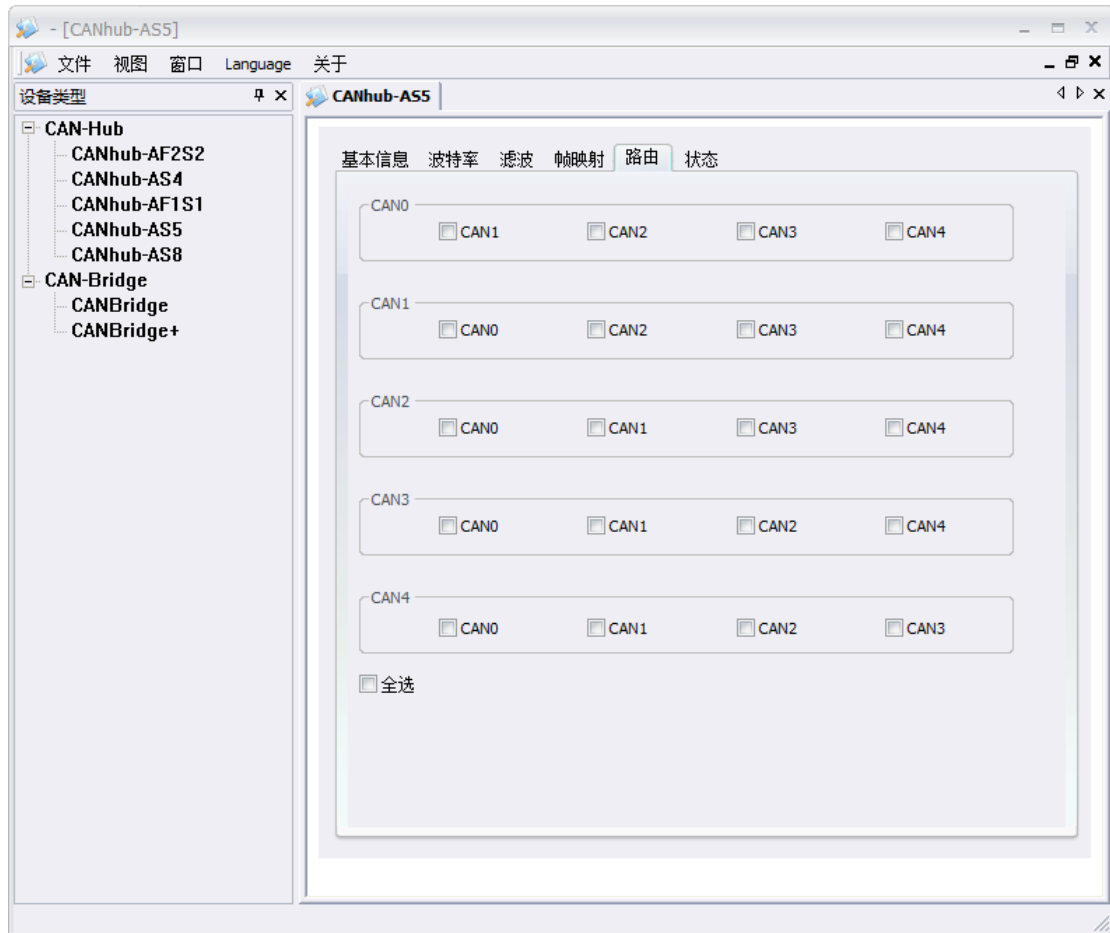 - [CANhub-AS5]
文件 视图 窗口 Language 关于
设备类型
CANhub-AS5
CAN-Hub
CANhub-AF2S2
CANhub-AS4
CANhub-AF1S1
CANhub-AS5
CANhub-AS8
CAN-Bridge
CANBridge
CANBridge+
基本信息 波特率 滤波 帧映射 路由 状态
CAN0
CAN1 CAN2 CAN3 CAN4
CAN1
CAN0 CAN2 CAN3 CAN4
CAN2
CAN0 CAN1 CAN3 CAN4
CAN3
CAN0 CAN1 CAN2 CAN4
CAN4
CAN0 CAN1 CAN2 CAN3
全选